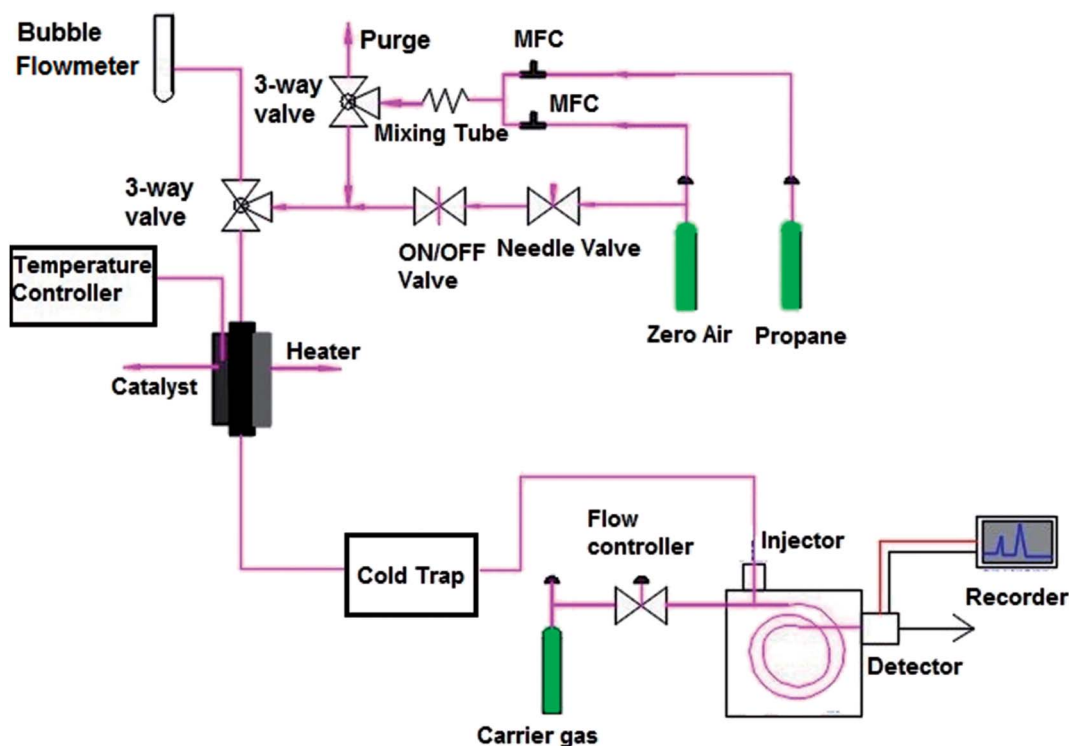 Bubble
Flowmeter
Purge
MFC
3-way
valve
MFC
Mixing Tube
3-way
valve
ON/OFF
Valve
Needle Valve
Temperature
Controller
Zero Air
Propane
Heater
Catalyst
Flow
controller
Injector
Cold Trap
Recorder
Detector
Carrier gas